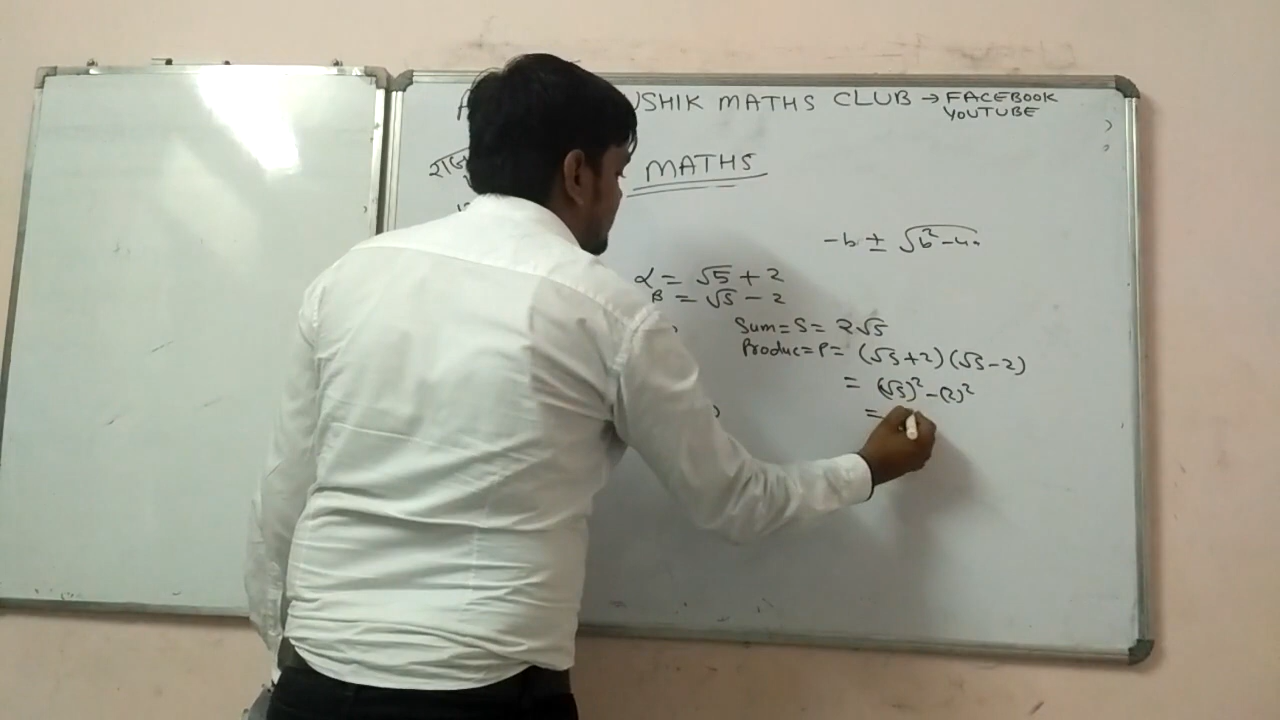 USHIK MATHS CLUB → FACEBOOK
YOUTUBE
MATHS
-b ± √b²-4
α = √5 + 2
β = √5 - 2
Sum = S = 2√5
Produc = P = (√5+2)(√5-2)
= (√5)² - (2)²
=